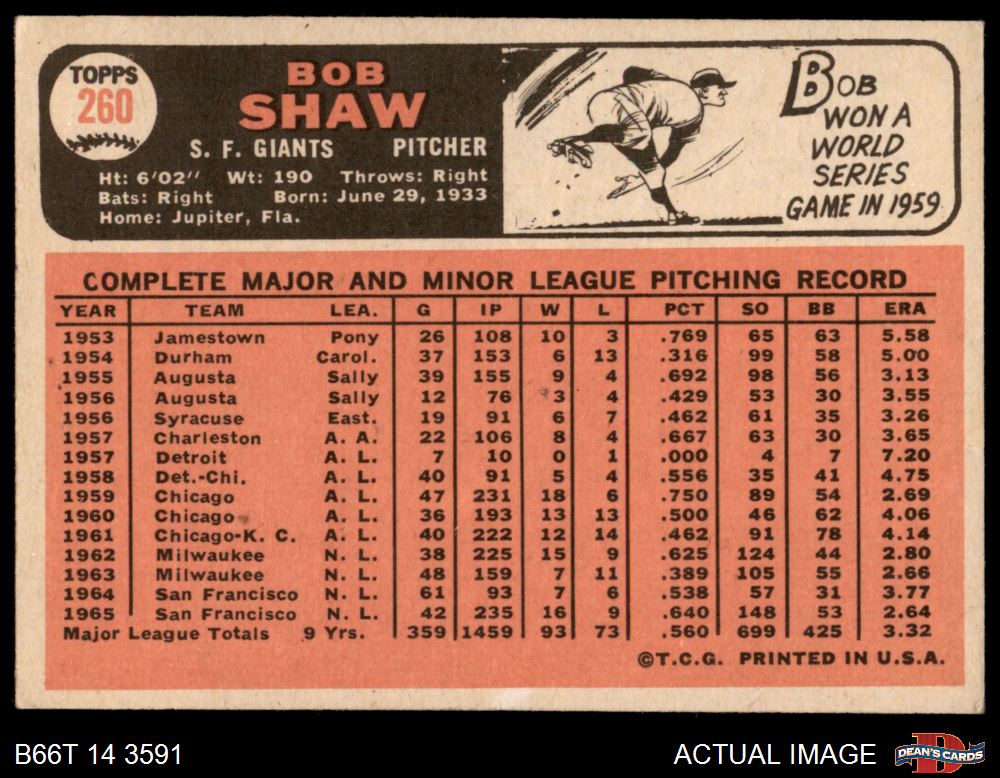 TOPPS
260
BOB
SHAW
S. F. GIANTS PITCHER
Ht: 6'02" Wt: 190 Throws: Right
Bats: Right Born: June 29, 1933
Home: Jupiter, Fla.
BOB
WON A
WORLD
SERIES
GAME IN 1959
COMPLETE MAJOR AND MINOR LEAGUE PITCHING RECORD
YEAR TEAM LEA. G IP W L PCT SO BB ERA
1953 Jamestown Pony 26 108 10 3 .769 65 63 5.58
1954 Durham Carol. 37 153 6 13 .316 99 58 5.00
1955 Augusta Sally 39 155 9 4 .692 98 56 3.13
1956 Augusta Sally 12 76 3 4 .429 53 30 3.55
1956 Syracuse East. 19 91 6 7 .462 61 35 3.26
1957 Charleston A. A. 22 106 8 4 .667 63 30 3.65
1957 Detroit A. L. 7 10 0 1 .000 4 7 7.20
1958 Det.-Chi. A. L. 40 91 5 4 .556 35 41 4.75
1959 Chicago A. L. 47 231 18 6 .750 89 54 2.69
1960 Chicago A. L. 36 193 13 13 .500 46 62 4.06
1961 Chicago-K. C. A. L. 40 222 12 14 .462 91 78 4.14
1962 Milwaukee N. L. 38 225 15 9 .625 124 44 2.80
1963 Milwaukee N. L. 48 159 7 11 .389 105 55 2.66
1964 San Francisco N. L. 61 93 7 6 .538 57 31 3.77
1965 San Francisco N. L. 42 235 16 9 .640 148 53 2.64
Major League Totals 9 Yrs. 359 1459 93 73 .560 699 425 3.32
©T.C.G. PRINTED IN U.S.A.
B66T 14 3591
ACTUAL IMAGE
DEAN'S CARDS